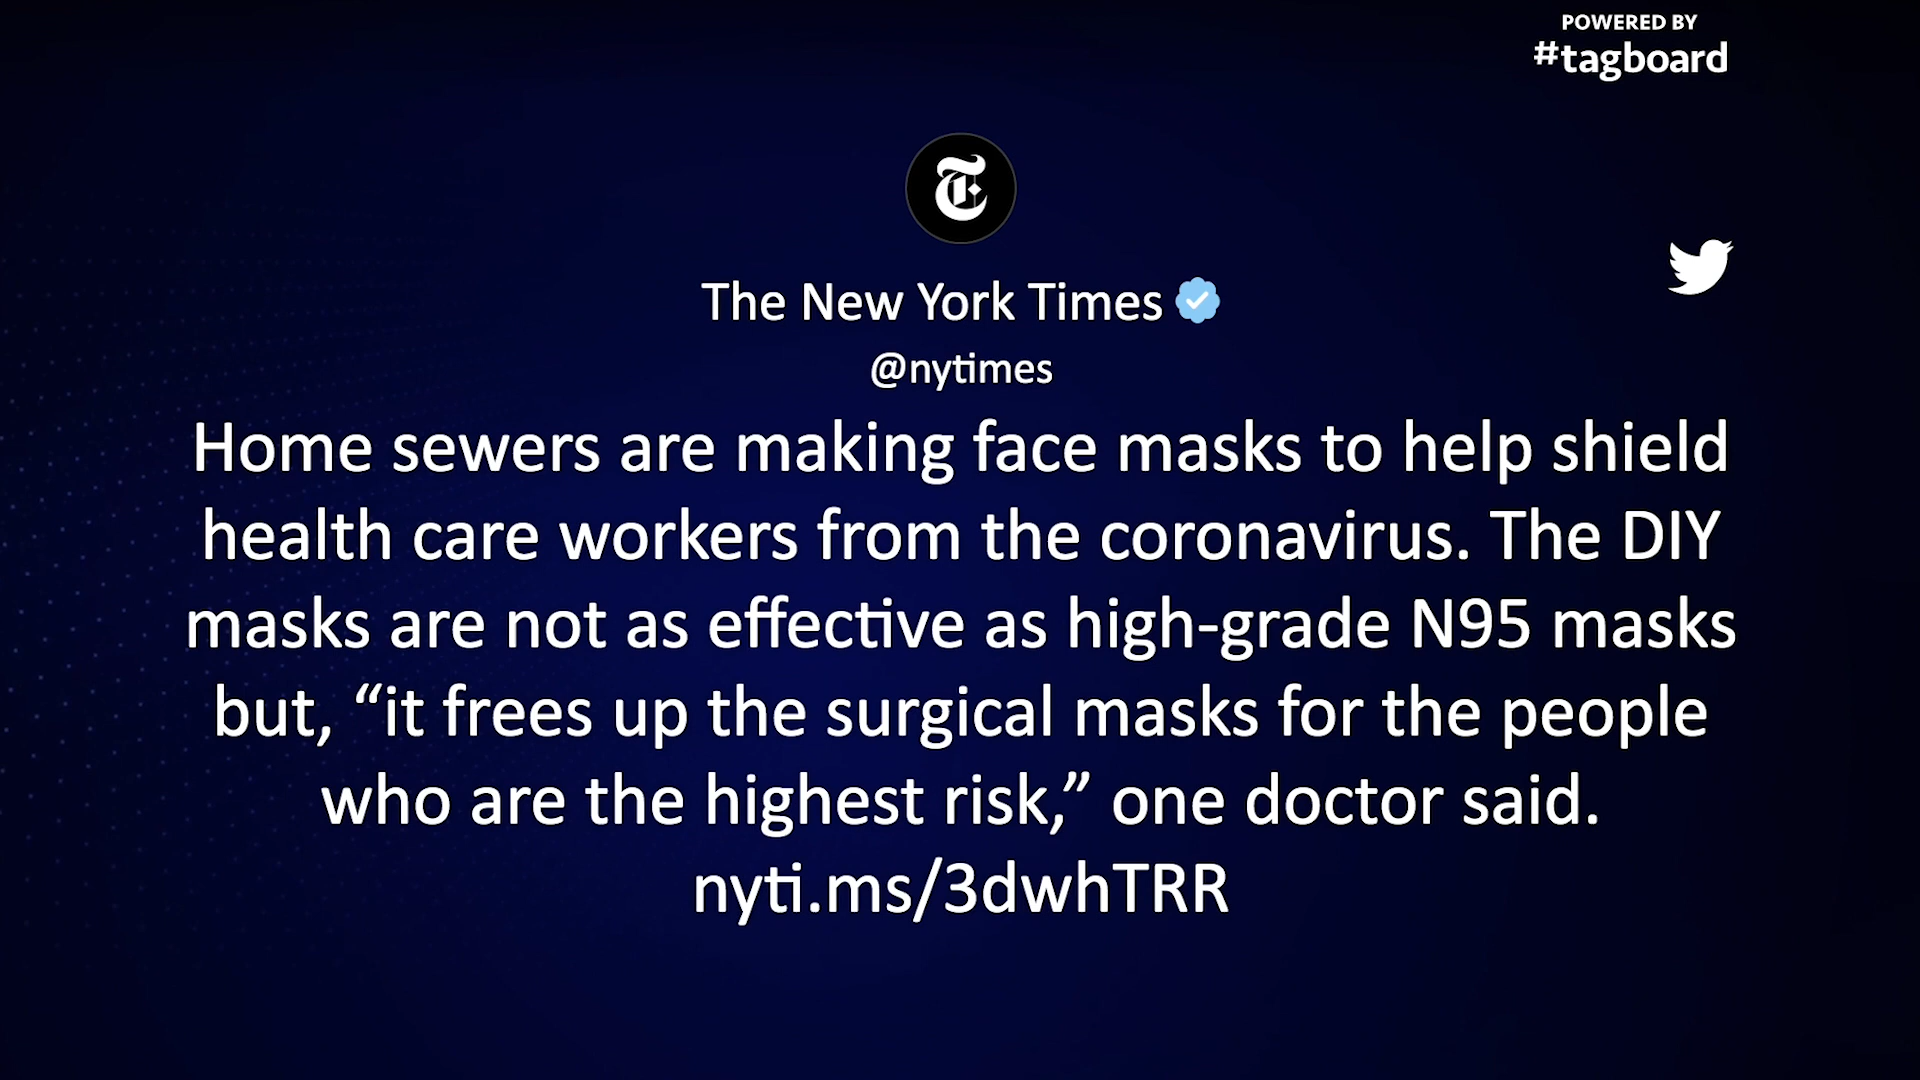 POWERED BY
#tagboard
The New York Times
@nytimes
Home sewers are making face masks to help shield
health care workers from the coronavirus. The DIY
masks are not as effective as high-grade N95 masks
but, “it frees up the surgical masks for the people
who are the highest risk,” one doctor said.
nyti.ms/3dwhTRR